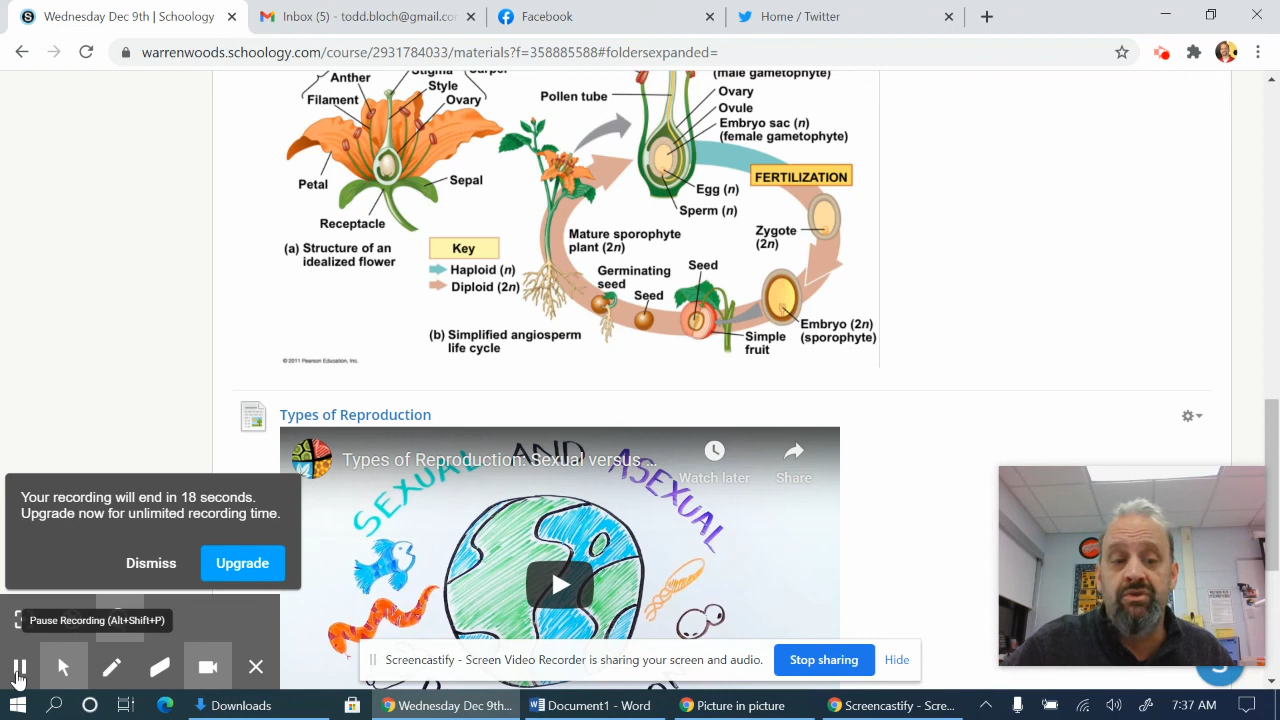 Wednesday Dec 9th | Schoology
Inbox (5) - todd.bloch@gmail.co
Facebook
Home / Twitter
warrenwoods.schoology.com/course/2931784033/materials?f=358885588#foldersexpanded=
Anther
Stigma
Carpel
Style
Filament
Ovary
Petal
Sepal
Receptacle
(a) Structure of an
idealized flower
Key
Haploid (n)
Diploid (2n)
(male gametophyte)
Pollen tube
Ovary
Ovule
Embryo sac (n)
(female gametophyte)
FERTILIZATION
Egg (n)
Sperm (n)
Zygote
(2n)
Mature sporophyte
plant (2n)
Germinating
seed
Seed
Seed
Embryo (2n)
(sporophyte)
Simple
fruit
(b) Simplified angiosperm
life cycle
© 2011 Pearson Education, Inc.
Types of Reproduction
Types of Reproduction: Sexual versus ...
Watch later
Share
SEXUAL AND ASEXUAL
Your recording will end in 18 seconds.
Upgrade now for unlimited recording time.
Dismiss
Upgrade
Pause Recording (Alt+Shift+P)
Screencastify - Screen Video Recorder is sharing your screen and audio.
Stop sharing
Hide
Downloads
Wednesday Dec 9th...
Document1 - Word
Picture in picture
Screencastify - Scre...
7:37 AM